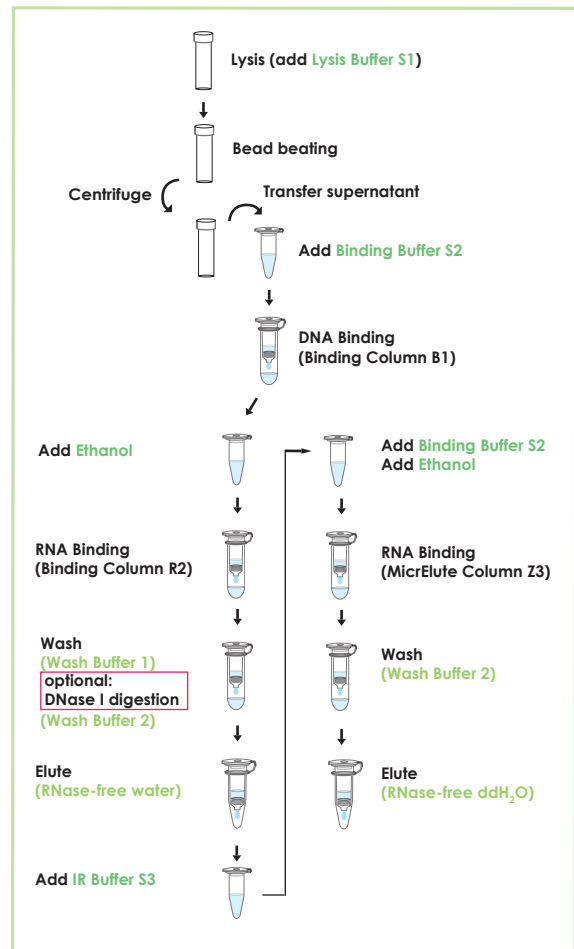 Lysis (add Lysis Buffer S1)
Bead beating
Centrifuge
Transfer supernatant
Add Binding Buffer S2
DNA Binding
(Binding Column B1)
Add Ethanol
RNA Binding
(Binding Column R2)
Wash
(Wash Buffer 1)
optional:
DNase I digestion
(Wash Buffer 2)
Elute
(RNase-free water)
Add IR Buffer S3
Add Binding Buffer S2
Add Ethanol
RNA Binding
(MicrElute Column Z3)
Wash
(Wash Buffer 2)
Elute
(RNase-free ddH₂O)